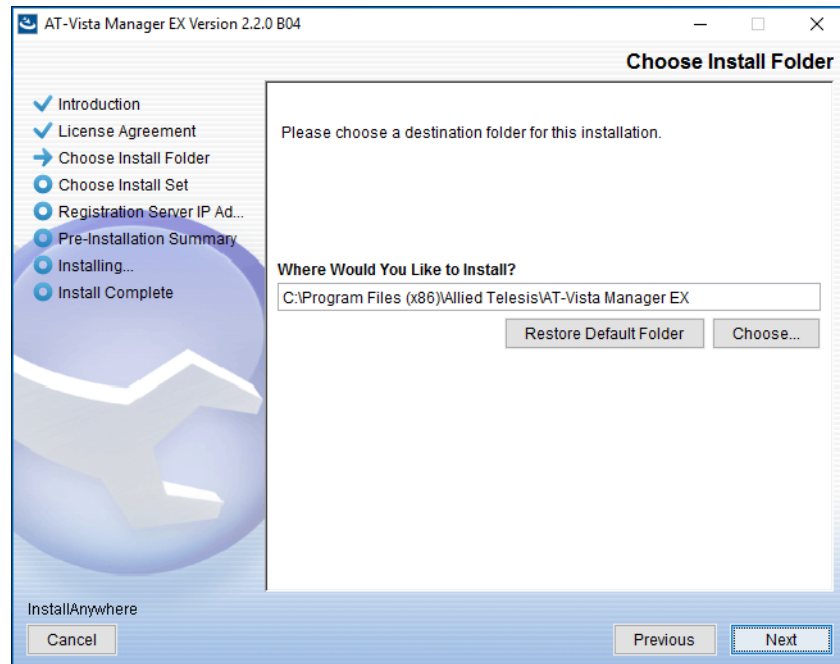 AT-Vista Manager EX Version 2.2.0 B04
Choose Install Folder
Introduction
License Agreement
Choose Install Folder
Choose Install Set
Registration Server IP Ad...
Pre-Installation Summary
Installing...
Install Complete
Please choose a destination folder for this installation.
Where Would You Like to Install?
C:\Program Files (x86)\Allied Telesis\AT-Vista Manager EX
Restore Default Folder Choose...
InstallAnywhere
Cancel Previous Next